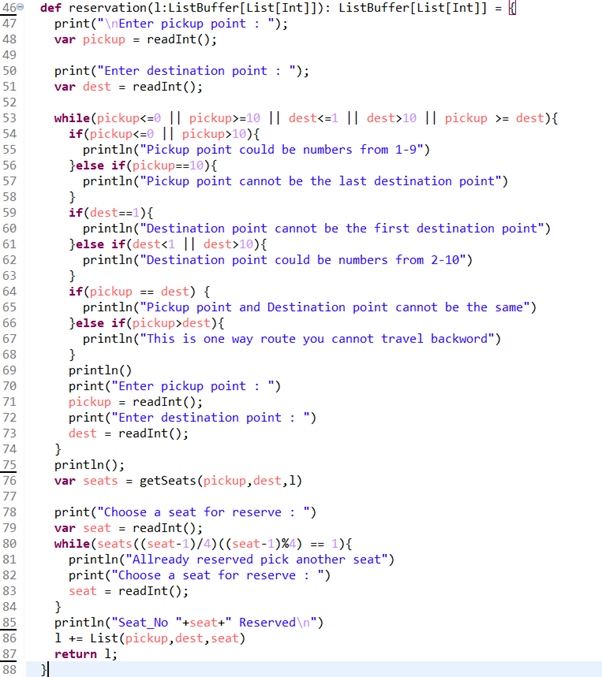 46 def reservation(l:ListBuffer[List[Int]]): ListBuffer[List[Int]] = {
47   print("\nEnter pickup point : ");
48   var pickup = readInt();
49
50   print("Enter destination point : ");
51   var dest = readInt();
52
53   while(pickup<=0 || pickup>=10 || dest<=1 || dest>10 || pickup >= dest){
54     if(pickup<=0 || pickup>10){
55       println("Pickup point could be numbers from 1-9")
56     }else if(pickup==10){
57       println("Pickup point cannot be the last destination point")
58     }
59     if(dest==1){
60       println("Destination point cannot be the first destination point")
61     }else if(dest<1 || dest>10){
62       println("Destination point could be numbers from 2-10")
63     }
64     if(pickup == dest) {
65       println("Pickup point and Destination point cannot be the same")
66     }else if(pickup>dest){
67       println("This is one way route you cannot travel backword")
68     }
69     println()
70     print("Enter pickup point : ")
71     pickup = readInt();
72     print("Enter destination point : ")
73     dest = readInt();
74   }
75   println();
76   var seats = getSeats(pickup,dest,l)
77
78   print("Choose a seat for reserve : ")
79   var seat = readInt();
80   while(seats((seat-1)/4)((seat-1)%4) == 1){
81     println("Allready reserved pick another seat")
82     print("Choose a seat for reserve : ")
83     seat = readInt();
84   }
85   println("Seat_No "+seat+" Reserved\n")
86   l += List(pickup,dest,seat)
87   return l;
88 }